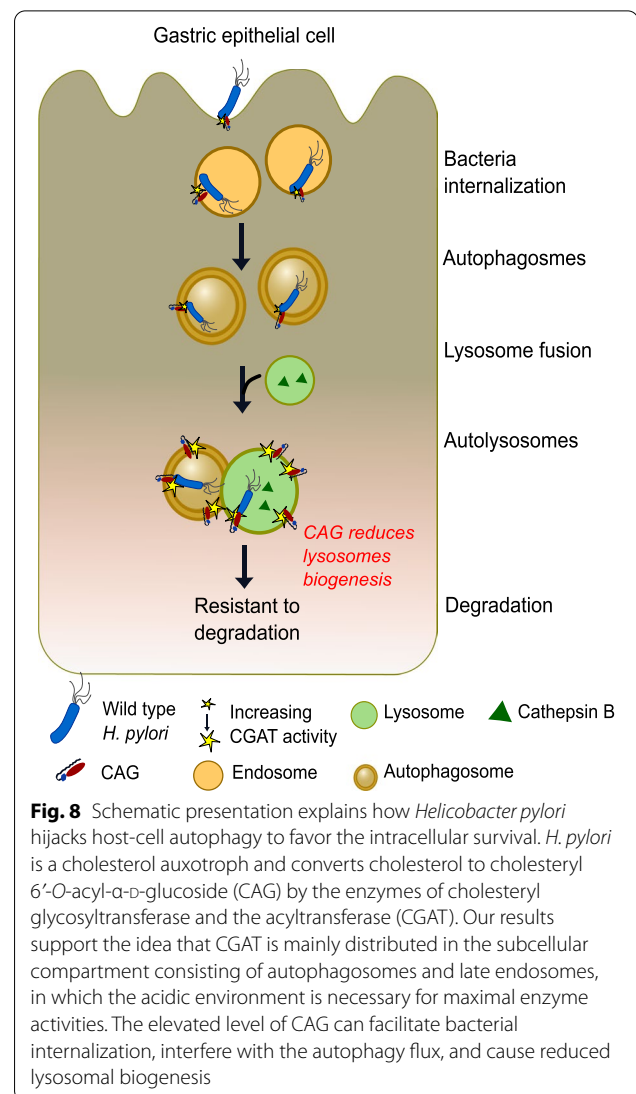 Gastric epithelial cell
Bacteria
internalization
Autophagosmes
Lysosome fusion
Autolysosomes
CAG reduces
lysosomes
biogenesis
Resistant to
degradation
Degradation
Wild type
H. pylori
Increasing
CGAT activity
Lysosome
Cathepsin B
CAG
Endosome
Autophagosome
Fig. 8 Schematic presentation explains how Helicobacter pylori
hijacks host-cell autophagy to favor the intracellular survival. H. pylori
is a cholesterol auxotroph and converts cholesterol to cholesteryl
6′-O-acyl-α-D-glucoside (CAG) by the enzymes of cholesteryl
glycosyltransferase and the acyltransferase (CGAT). Our results
support the idea that CGAT is mainly distributed in the subcellular
compartment consisting of autophagosomes and late endosomes,
in which the acidic environment is necessary for maximal enzyme
activities. The elevated level of CAG can facilitate bacterial
internalization, interfere with the autophagy flux, and cause reduced
lysosomal biogenesis